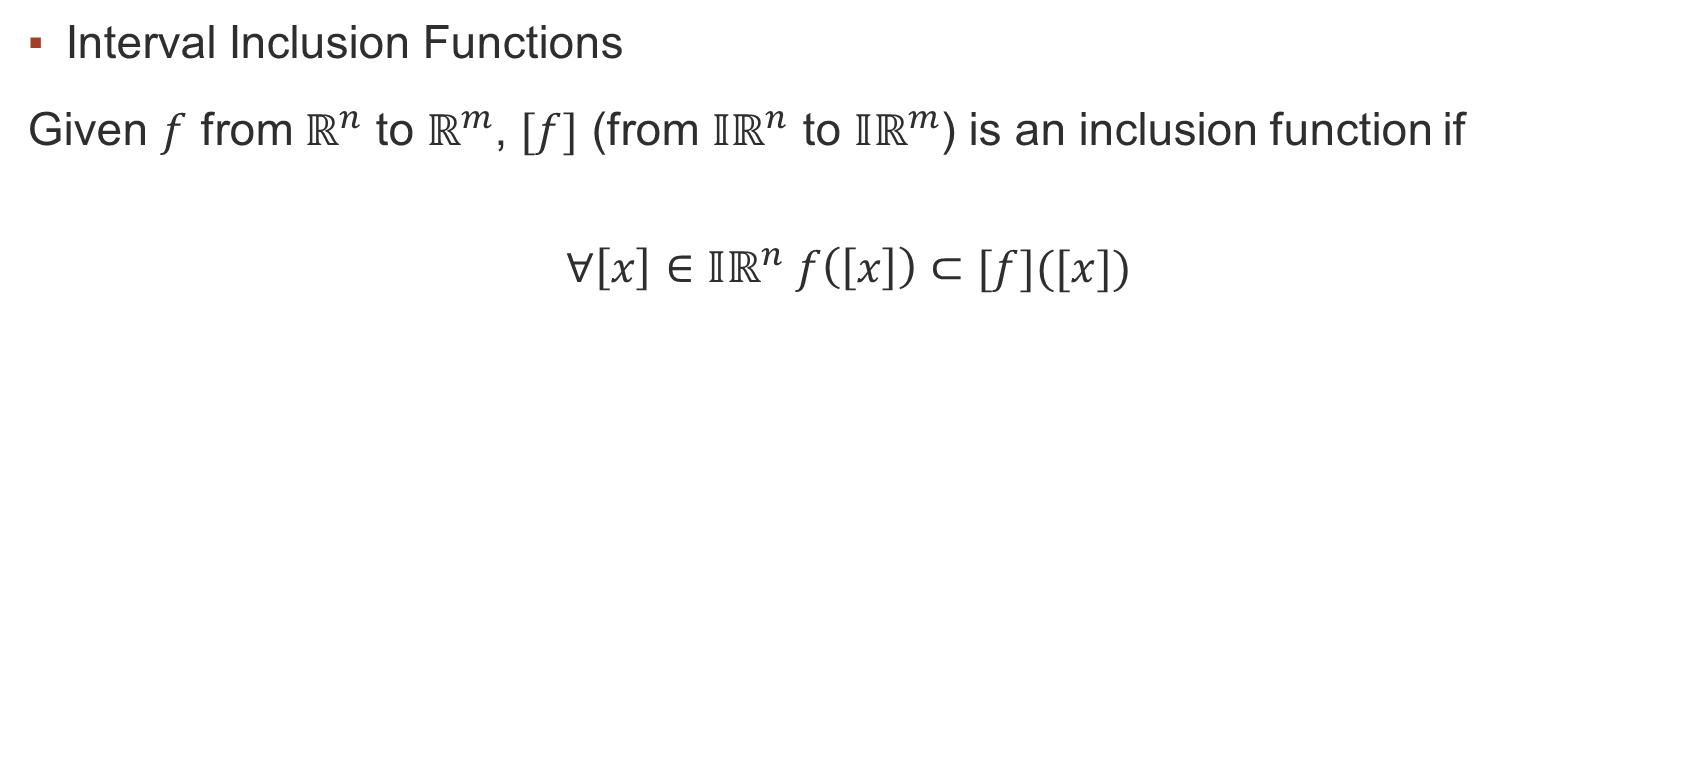 ▪ Interval Inclusion Functions
Given 𝑓 from ℝⁿ to ℝᵐ, [𝑓] (from 𝕀ℝⁿ to 𝕀ℝᵐ) is an inclusion function if
∀[𝑥] ∈ 𝕀ℝⁿ 𝑓([𝑥]) ⊂ [𝑓]([𝑥])